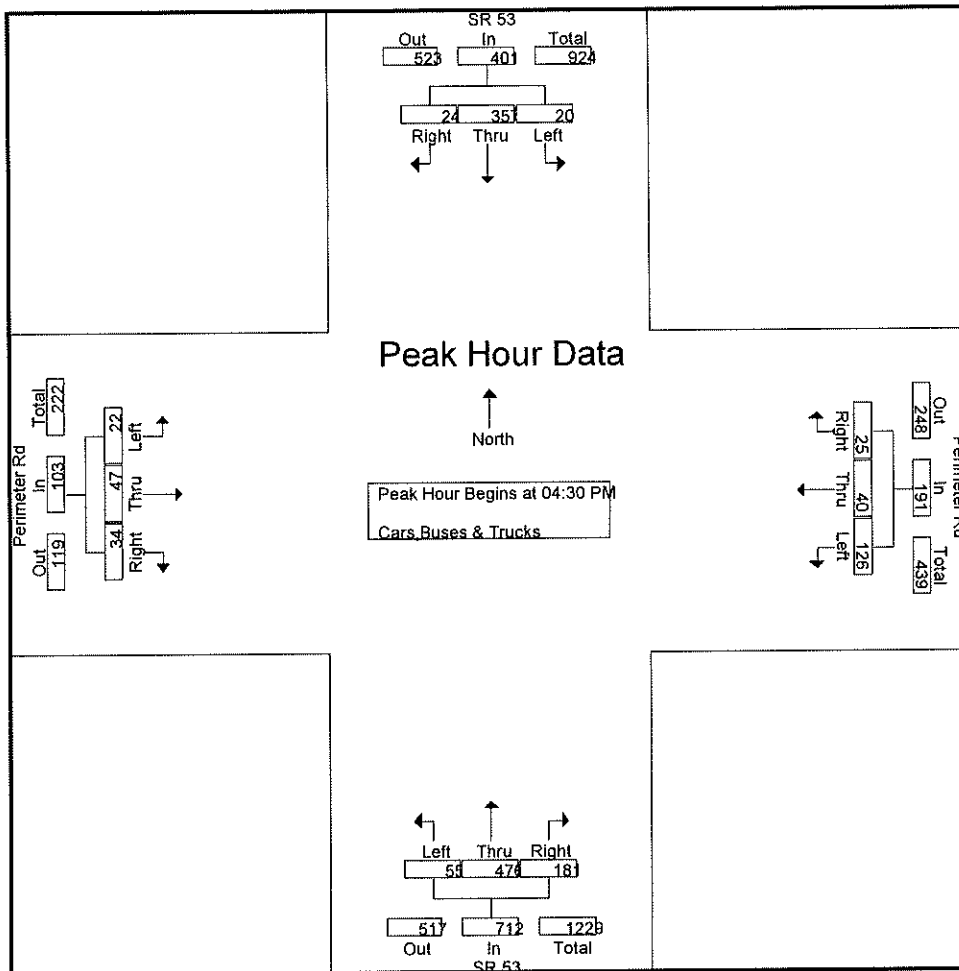 SR 53
Out In Total
523 401 924
24 357 20
Right Thru Left
Peak Hour Data
North
Peak Hour Begins at 04:30 PM
Cars,Buses & Trucks
Perimeter Rd
Out In Total
119 103 222
22 47 34
Left Thru Right
Perimeter Rd
Out In Total
248 191 439
25 40 126
Right Thru Left
Left Thru Right
55 476 181
517 712 1229
Out In Total
SR 53